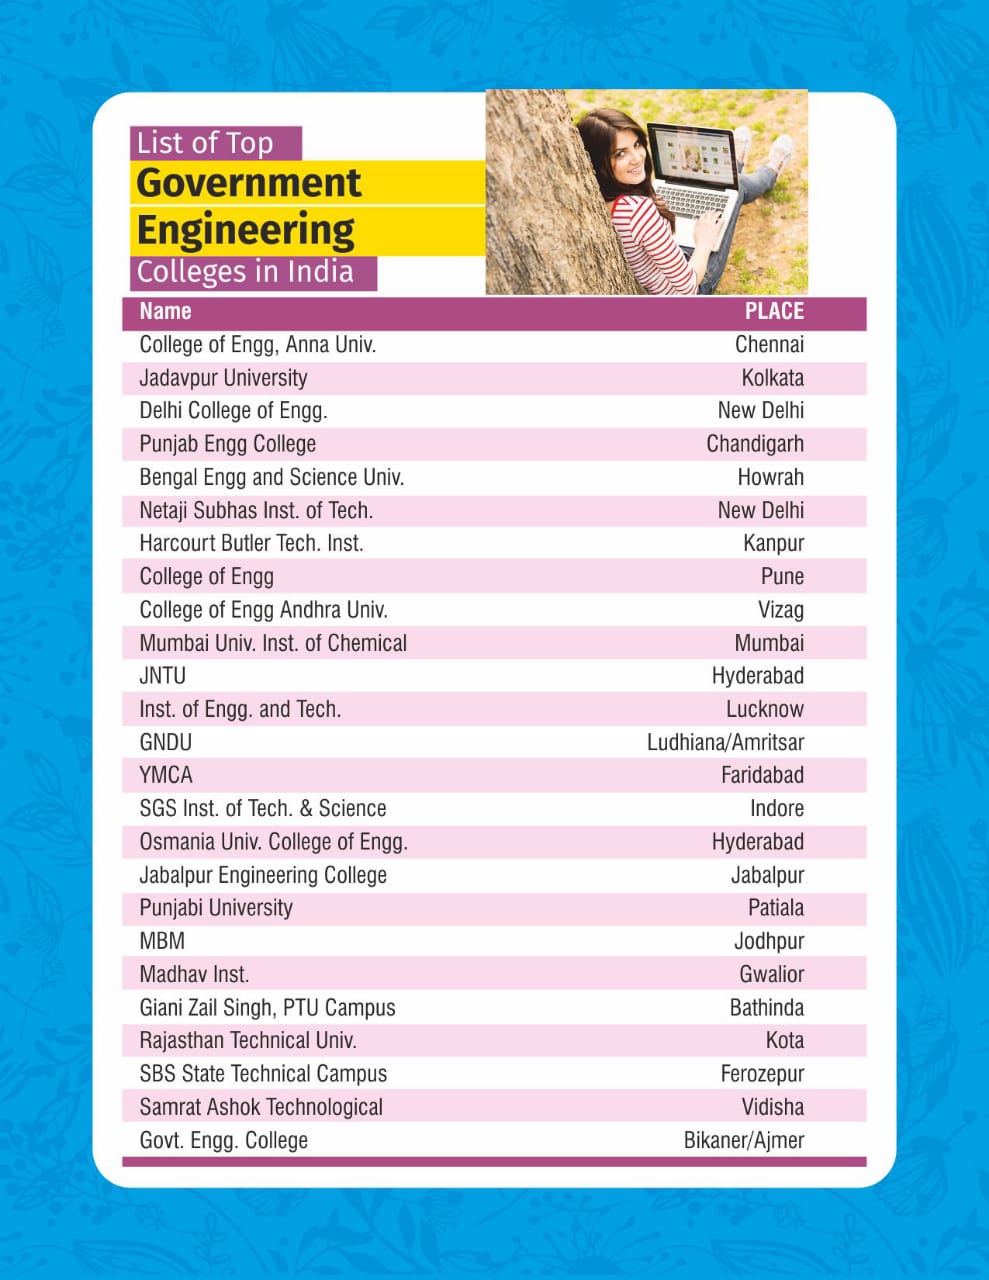 List of Top
Government
Engineering
Colleges in India
Name PLACE
College of Engg, Anna Univ. Chennai
Jadavpur University Kolkata
Delhi College of Engg. New Delhi
Punjab Engg College Chandigarh
Bengal Engg and Science Univ. Howrah
Netaji Subhas Inst. of Tech. New Delhi
Harcourt Butler Tech. Inst. Kanpur
College of Engg Pune
College of Engg Andhra Univ. Vizag
Mumbai Univ. Inst. of Chemical Mumbai
JNTU Hyderabad
Inst. of Engg. and Tech. Lucknow
GNDU Ludhiana/Amritsar
YMCA Faridabad
SGS Inst. of Tech. & Science Indore
Osmania Univ. College of Engg. Hyderabad
Jabalpur Engineering College Jabalpur
Punjabi University Patiala
MBM Jodhpur
Madhav Inst. Gwalior
Giani Zail Singh, PTU Campus Bathinda
Rajasthan Technical Univ. Kota
SBS State Technical Campus Ferozepur
Samrat Ashok Technological Vidisha
Govt. Engg. College Bikaner/Ajmer